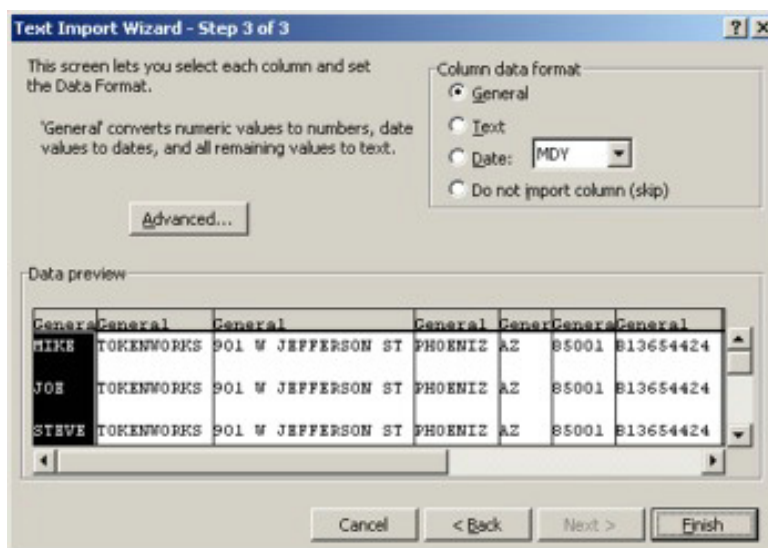 Text Import Wizard - Step 3 of 3
This screen lets you select each column and set
the Data Format.
'General' converts numeric values to numbers, date
values to dates, and all remaining values to text.
Advanced...
Column data format
General
Text
Date: MDY
Do not import column (skip)
Data preview
Genera General General General Gener Genera General
MIKE TOKENWORKS 901 W JEFFERSON ST PHOENIZ AZ 85001 B13654424
JOE TOKENWORKS 901 W JEFFERSON ST PHOENIZ AZ 85001 B13654424
STEVE TOKENWORKS 901 W JEFFERSON ST PHOENIZ AZ 85001 B13654424
Cancel < Back Next > Finish